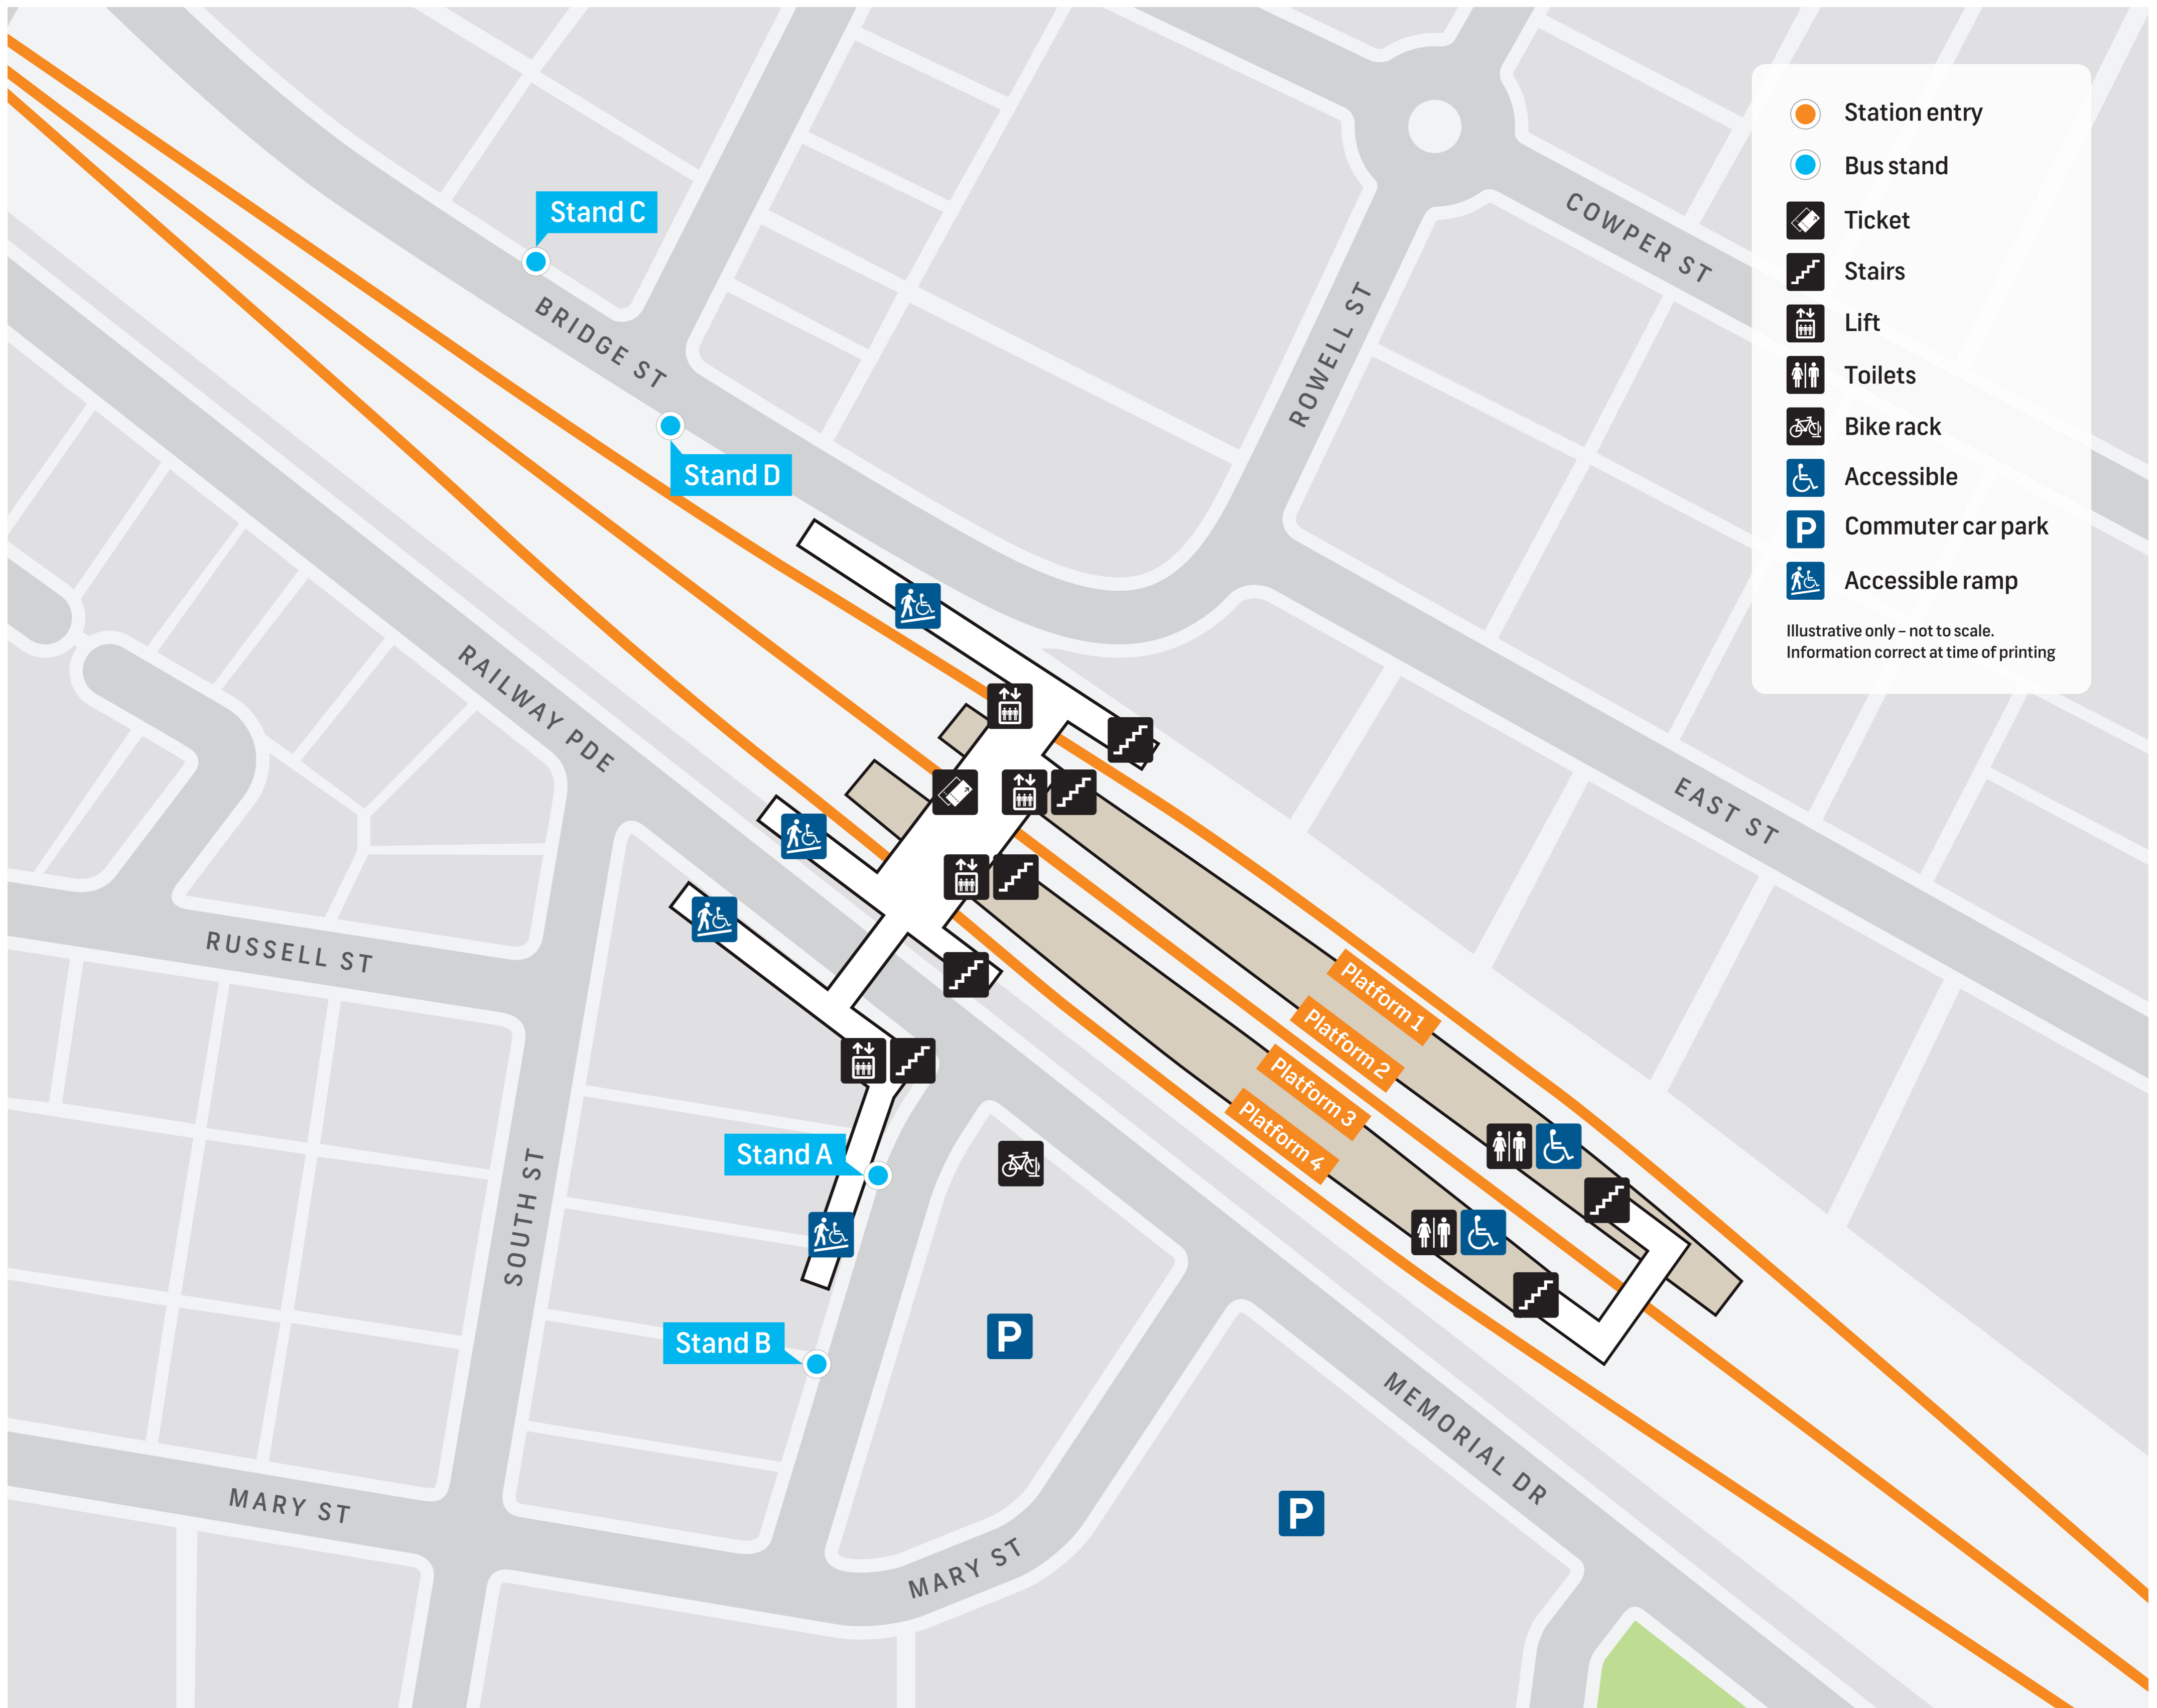 Stand C
BRIDGE ST
Stand D
ROWELL ST
COWPER ST
Station entry
Bus stand
Ticket
Stairs
Lift
Toilets
Bike rack
Accessible
P
Commuter car park
Accessible ramp
Illustrative only – not to scale.
Information correct at time of printing
RAILWAY PDE
EAST ST
RUSSELL ST
Platform 1
Platform 2
Platform 3
Platform 4
Stand A
SOUTH ST
Stand B
P
MEMORIAL DR
MARY ST
P
MARY ST